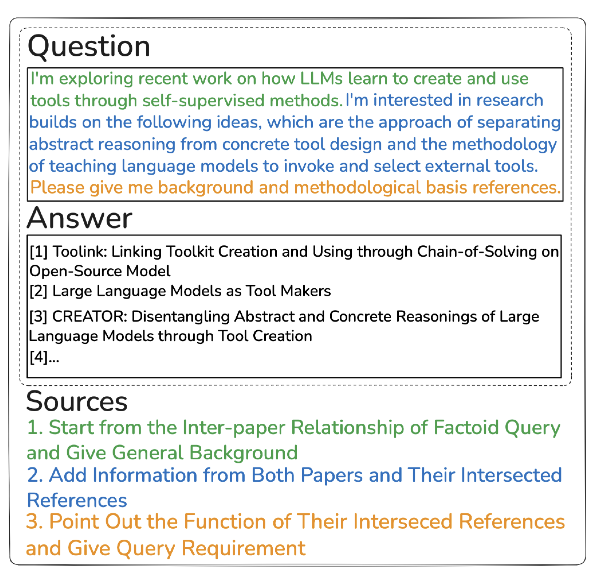 Question
I'm exploring recent work on how LLMs learn to create and use
tools through self-supervised methods. I'm interested in research
builds on the following ideas, which are the approach of separating
abstract reasoning from concrete tool design and the methodology
of teaching language models to invoke and select external tools.
Please give me background and methodological basis references.
Answer
[1] Toolink: Linking Toolkit Creation and Using through Chain-of-Solving on
Open-Source Model
[2] Large Language Models as Tool Makers
[3] CREATOR: Disentangling Abstract and Concrete Reasonings of Large
Language Models through Tool Creation
[4]...
Sources
1. Start from the Inter-paper Relationship of Factoid Query
and Give General Background
2. Add Information from Both Papers and Their Intersected
References
3. Point Out the Function of Their Interseced References
and Give Query Requirement